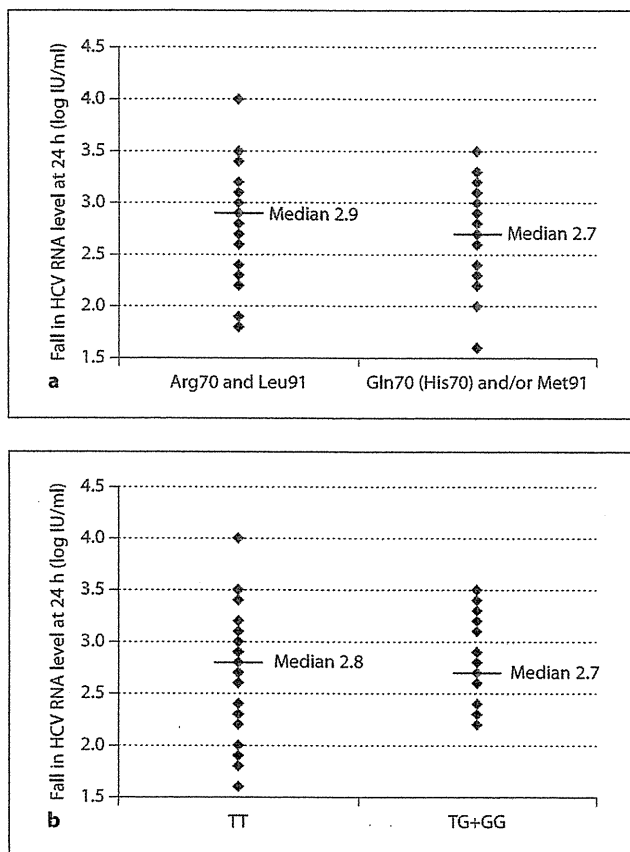 Fall in HCV RNA level at 24 h (log IU/ml)
4.5
4.0
3.5
3.0
2.5
2.0
1.5
Median 2.9
Median 2.7
a
Arg70 and Leu91
Gln70 (His70) and/or Met91
Fall in HCV RNA level at 24 h (log IU/ml)
4.5
4.0
3.5
3.0
2.5
2.0
1.5
Median 2.8
Median 2.7
b
TT
TG+GG